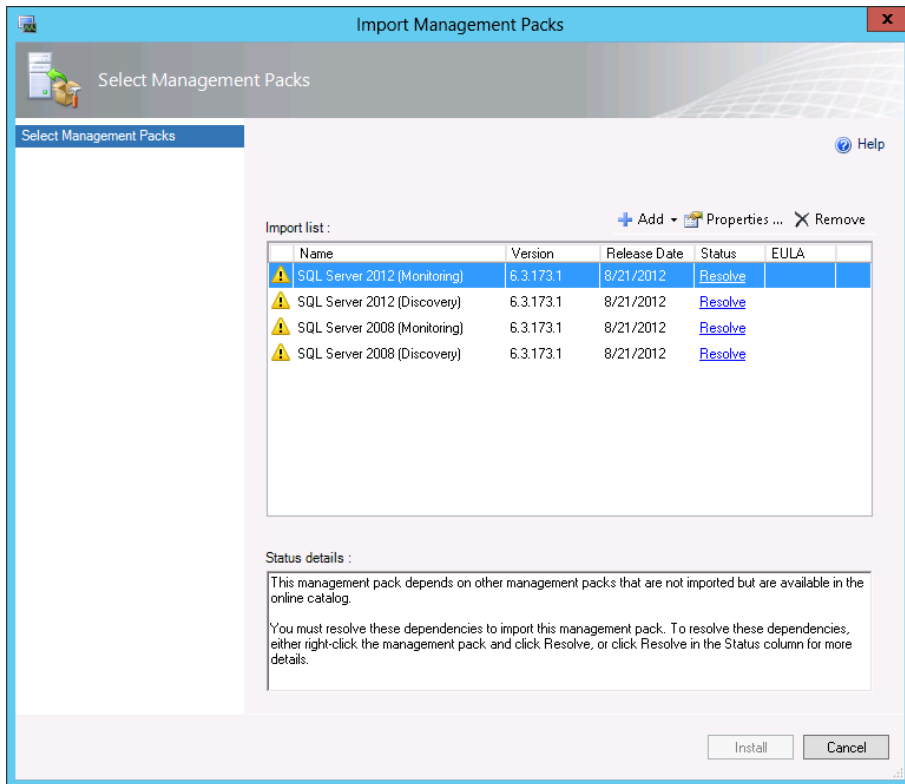 Import Management Packs
x
Select Management Packs
Select Management Packs
Help
Import list :
Add Properties ... Remove
Name Version Release Date Status EULA
SQL Server 2012 (Monitoring) 6.3.173.1 8/21/2012 Resolve
SQL Server 2012 (Discovery) 6.3.173.1 8/21/2012 Resolve
SQL Server 2008 (Monitoring) 6.3.173.1 8/21/2012 Resolve
SQL Server 2008 (Discovery) 6.3.173.1 8/21/2012 Resolve
Status details :
This management pack depends on other management packs that are not imported but are available in the
online catalog.
You must resolve these dependencies to import this management pack. To resolve these dependencies,
either right-click the management pack and click Resolve, or click Resolve in the Status column for more
details.
Install Cancel